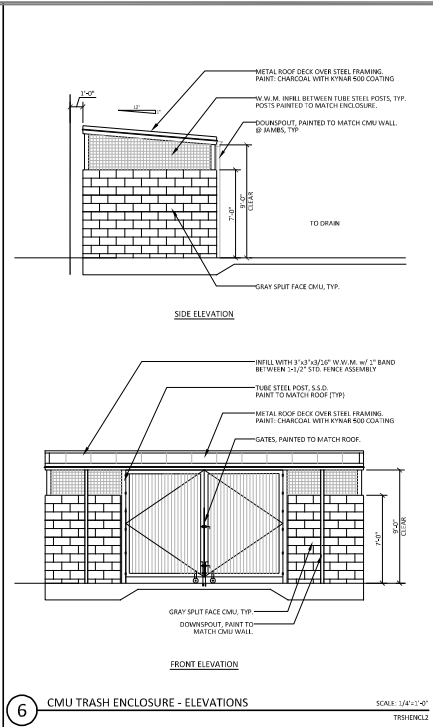 METAL ROOF DECK OVER STEEL FRAMING.
PAINT: CHARCOAL WITH KYNAR 500 COATING
1'-0"
12"
1"
W.W.M. INFILL BETWEEN TUBE STEEL POSTS, TYP.
POSTS PAINTED TO MATCH ENCLOSURE.
DOUNSPOUT, PAINTED TO MATCH CMU WALL.
@ JAMBS, TYP
7'-0"
9'-0"
CLEAR
TO DRAIN
GRAY SPLIT FACE CMU, TYP.
SIDE ELEVATION
INFILL WITH 3"x3"x3/16" W.W.M. w/ 1" BAND
BETWEEN 1-1/2" STD. FENCE ASSEMBLY
TUBE STEEL POST, S.S.D.
PAINT TO MATCH ROOF (TYP)
METAL ROOF DECK OVER STEEL FRAMING.
PAINT: CHARCOAL WITH KYNAR 500 COATING
GATES, PAINTED TO MATCH ROOF.
7'-0"
9'-0"
CLEAR
GRAY SPLIT FACE CMU, TYP.
DOWNSPOUT, PAINT TO
MATCH CMU WALL.
FRONT ELEVATION
6
CMU TRASH ENCLOSURE - ELEVATIONS
SCALE: 1/4"=1'-0"
TRSHENCL2